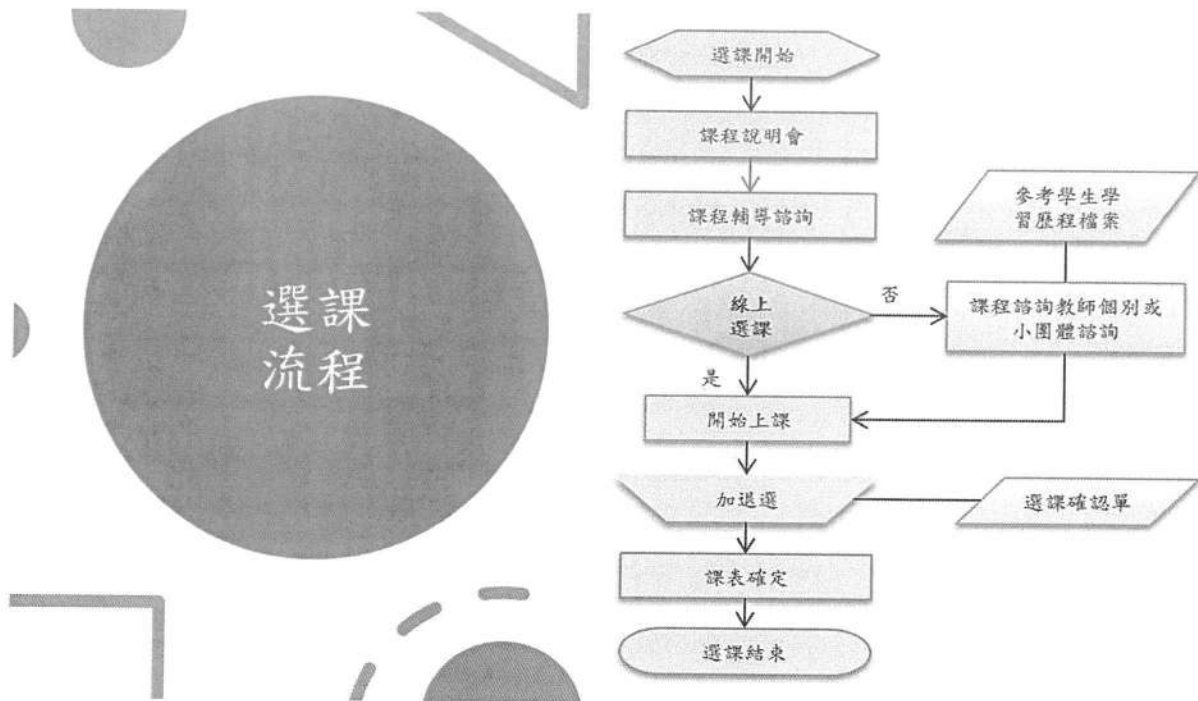 選課
流程
選課開始
課程說明會
課程輔導諮詢
參考學生學
習歷程檔案
線上
選課
否
課程諮詢教師個別或
小團體諮詢
是
開始上課
加退選
選課確認單
課表確定
選課結束